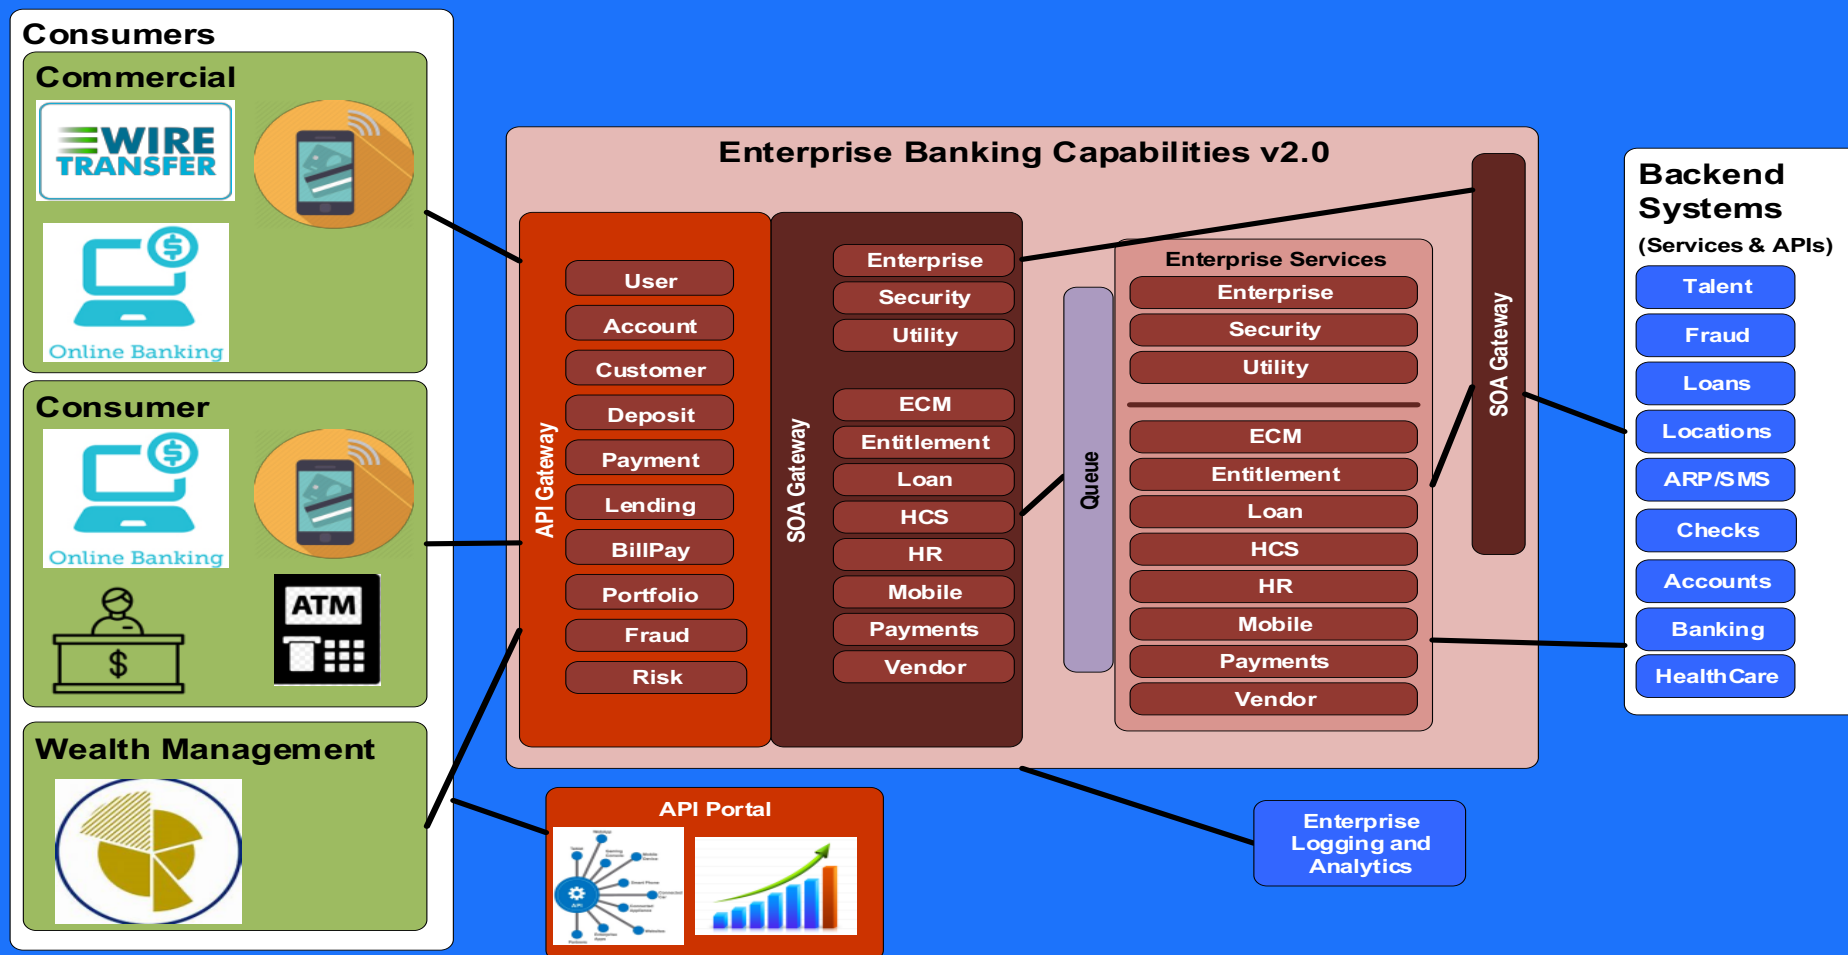 Consumers
Commercial
WIRE
TRANSFER
Online Banking
Consumer
Online Banking
ATM
$
Wealth Management
Enterprise Banking Capabilities v2.0
API Gateway
User
Account
Customer
Deposit
Payment
Lending
BillPay
Portfolio
Fraud
Risk
SOA Gateway
Enterprise
Security
Utility
ECM
Entitlement
Loan
HCS
HR
Mobile
Payments
Vendor
Queue
Enterprise Services
Enterprise
Security
Utility
ECM
Entitlement
Loan
HCS
HR
Mobile
Payments
Vendor
SOA Gateway
Backend
Systems
(Services & APIs)
Talent
Fraud
Loans
Locations
ARP/SMS
Checks
Accounts
Banking
HealthCare
API Portal
API
Enterprise
Logging and
Analytics